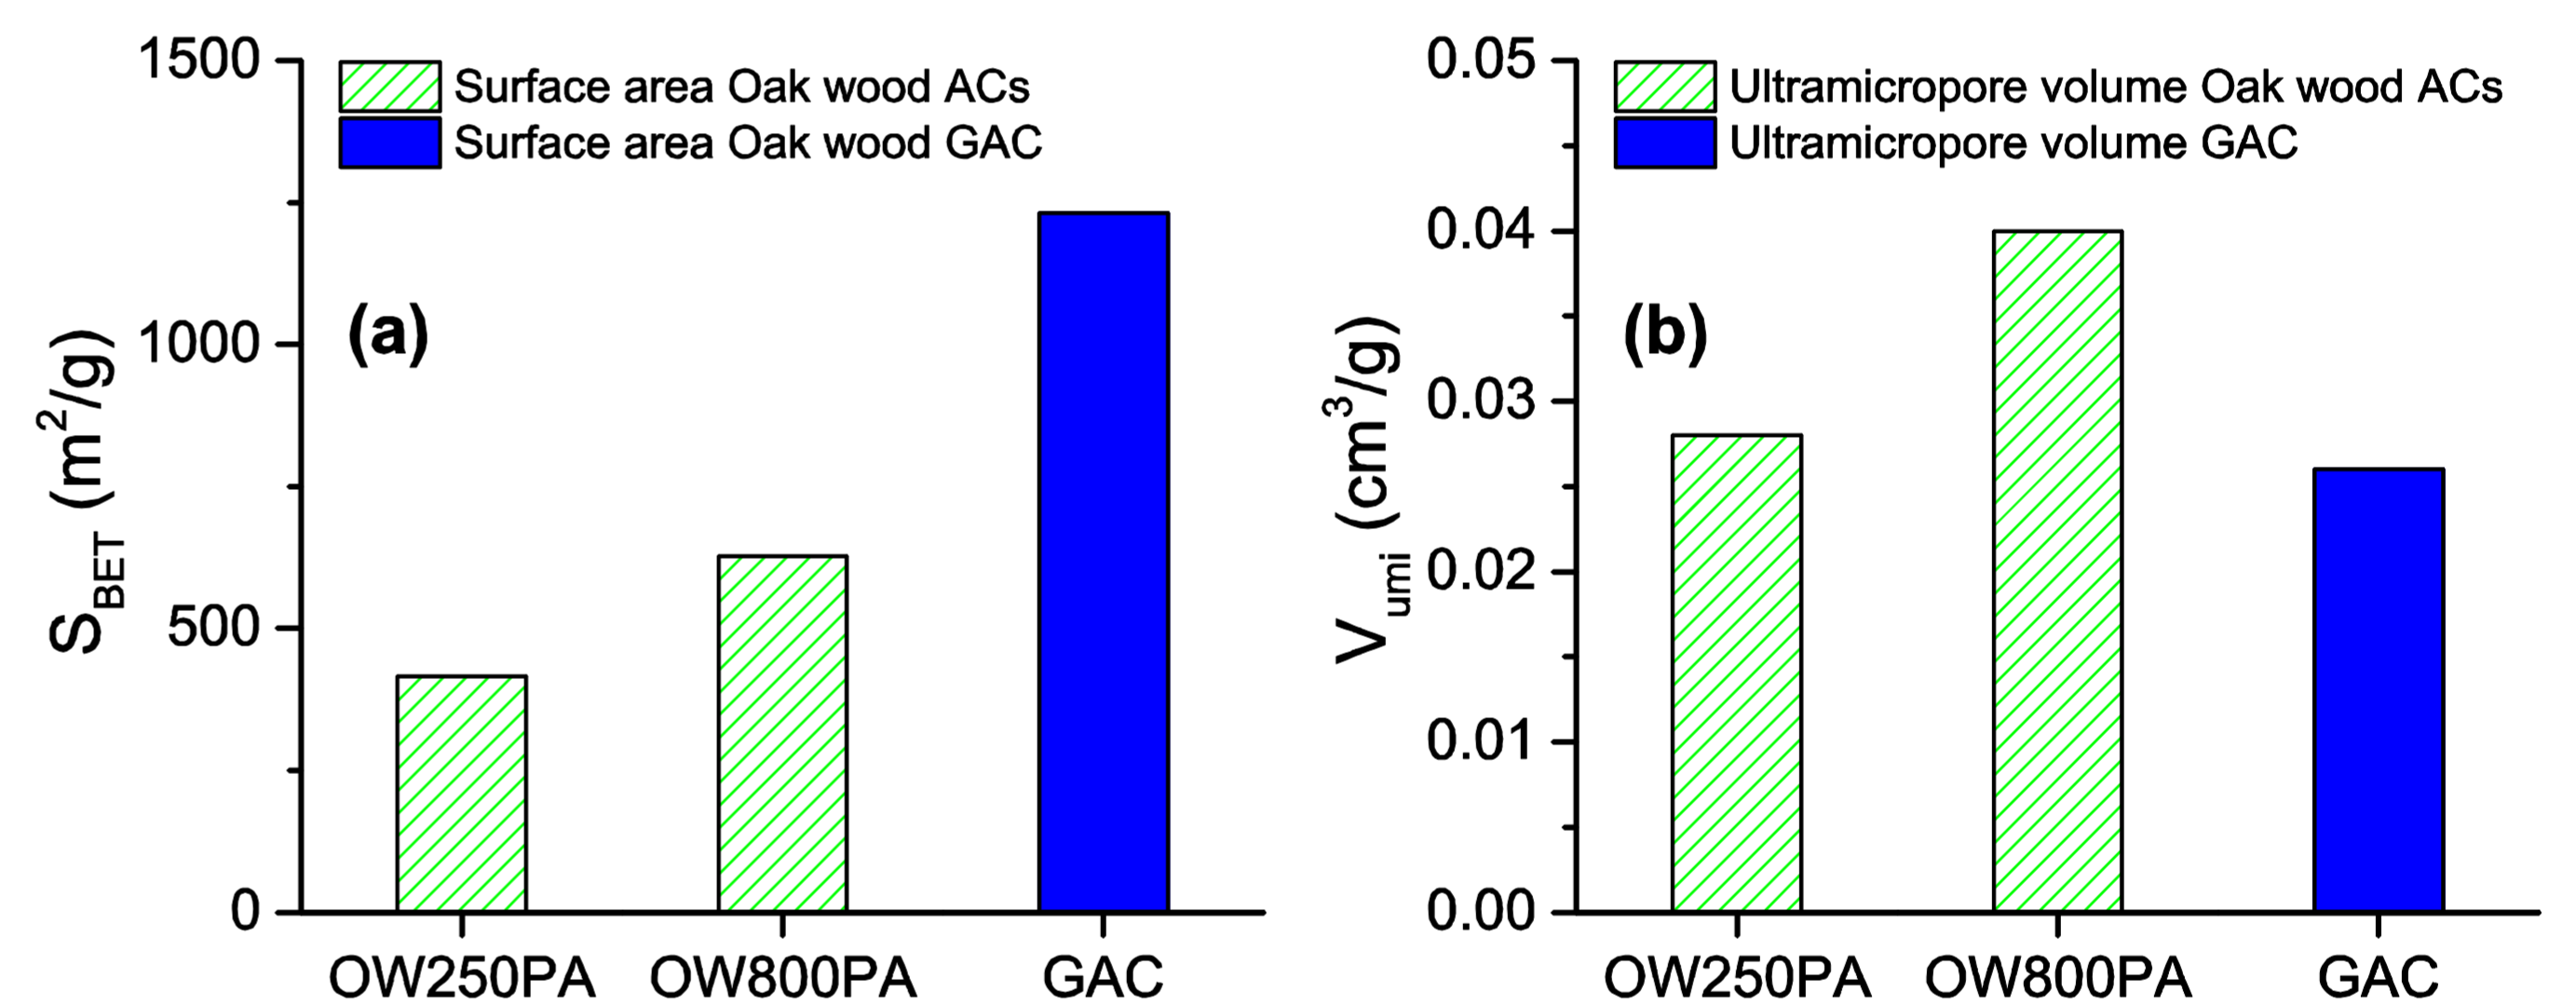 1500
Surface area Oak wood ACs
Surface area Oak wood GAC
(a)
1000
500
0
S_BET (m²/g)
OW250PA OW800PA GAC
0.05
Ultramicropore volume Oak wood ACs
Ultramicropore volume GAC
0.04
(b)
0.03
0.02
0.01
0.00
V_umi (cm³/g)
OW250PA OW800PA GAC